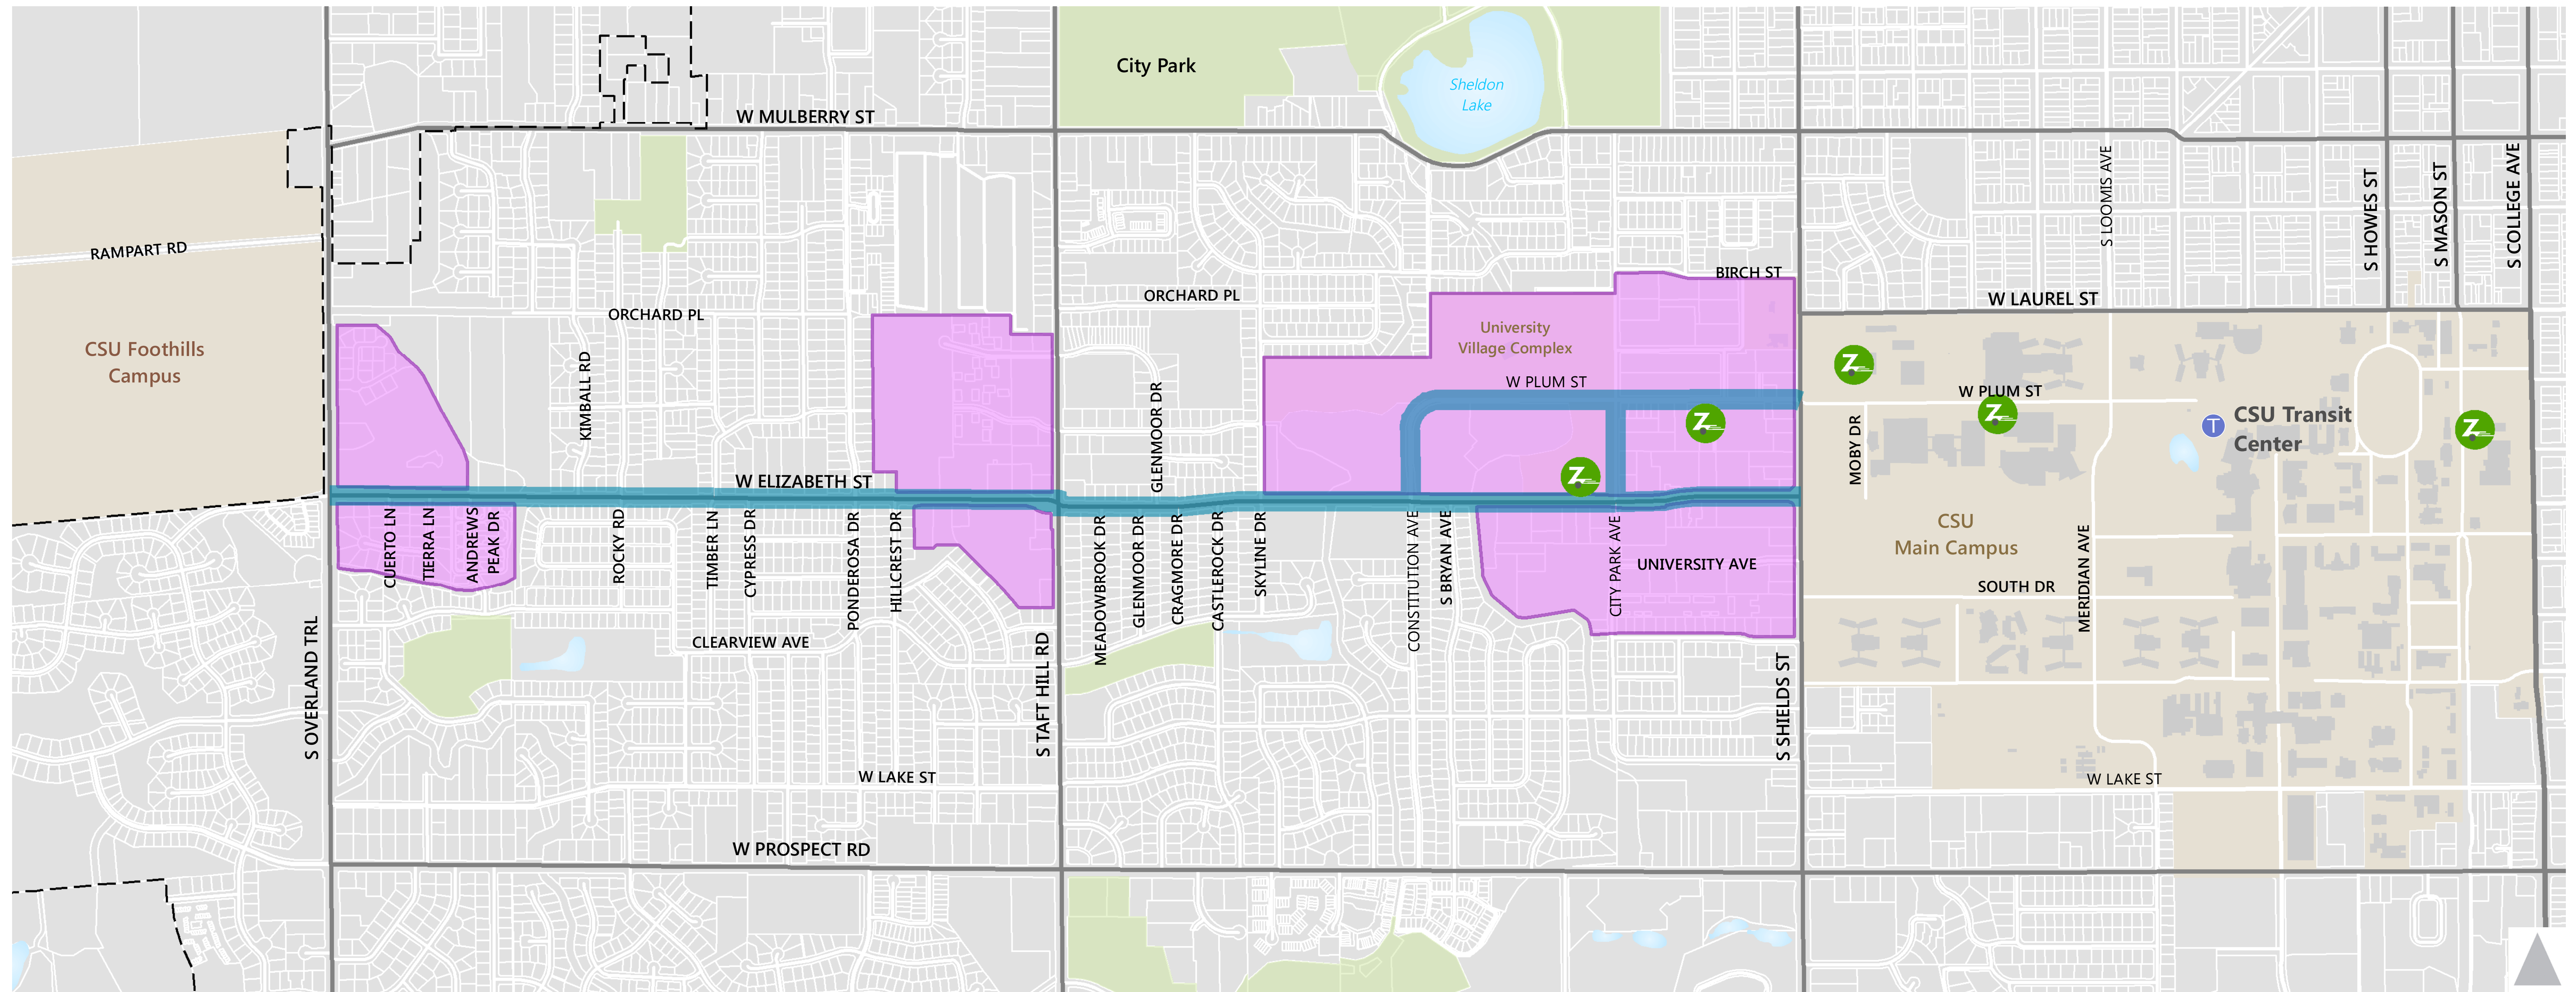 City Park
Sheldon
Lake
W MULBERRY ST
S LOOMIS AVE
S HOWES ST
S MASON ST
S COLLEGE AVE
RAMPART RD
BIRCH ST
ORCHARD PL
W LAUREL ST
ORCHARD PL
University
Village Complex
CSU Foothills
Campus
KIMBALL RD
GLENMOOR DR
W PLUM ST
W PLUM ST
Z
Z
Z
Z
Z
MOBY DR
T
CSU Transit
Center
W ELIZABETH ST
CUERTO LN
TIERRA LN
ANDREWS
PEAK DR
ROCKY RD
TIMBER LN
CYPRESS DR
PONDEROSA DR
HILLCREST DR
MEADOWBROOK DR
GLENMOOR DR
CRAGMORE DR
CASTLEROCK DR
SKYLINE DR
CONSTITUTION AVE
S BRYAN AVE
CITY PARK AVE
UNIVERSITY AVE
CSU
Main Campus
SOUTH DR
MERIDIAN AVE
CLEARVIEW AVE
S OVERLAND TRL
S TAFT HILL RD
S SHIELDS ST
W LAKE ST
W LAKE ST
W PROSPECT RD